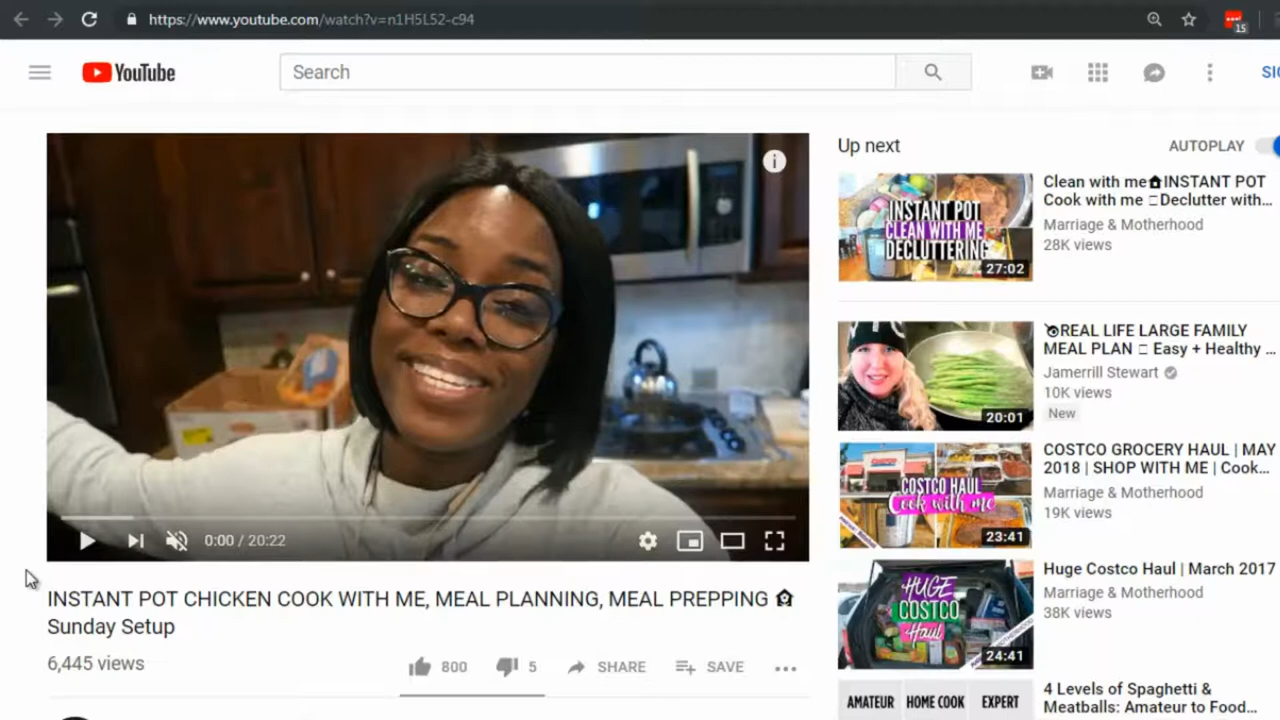 https://www.youtube.com/watch?v=n1H5L52-c94
15
YouTube
Search
SIG
Up next
AUTOPLAY
INSTANT POT
CLEAN WITH ME
DECLUTTERING
27:02
Clean with me INSTANT POT
Cook with me Declutter with...
Marriage & Motherhood
28K views
20:01
REAL LIFE LARGE FAMILY
MEAL PLAN Easy + Healthy ...
Jamerrill Stewart
10K views
New
COSTCO HAUL
Cook with me
23:41
COSTCO GROCERY HAUL | MAY
2018 | SHOP WITH ME | Cook...
Marriage & Motherhood
19K views
HUGE
COSTCO
Haul
24:41
Huge Costco Haul | March 2017
Marriage & Motherhood
38K views
AMATEUR HOME COOK EXPERT
4 Levels of Spaghetti &
Meatballs: Amateur to Food...
0:00 / 20:22
INSTANT POT CHICKEN COOK WITH ME, MEAL PLANNING, MEAL PREPPING
Sunday Setup
6,445 views
800
5
SHARE
SAVE